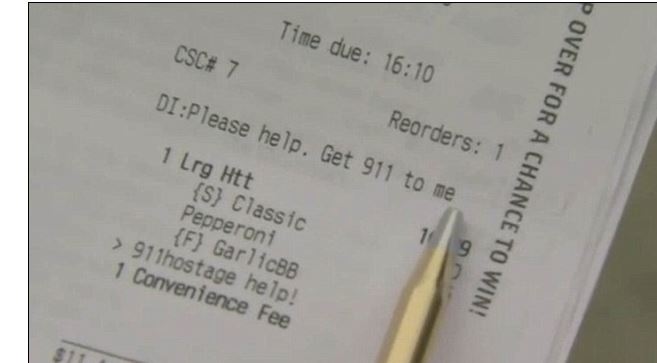 Time due: 16:10
CSC# 7
Reorders: 1
DI:Please help. Get 911 to me
1 Lrg Htt
{S} Classic
Pepperoni
{F} GarlicBB
> 911hostage help!
1 Convenience Fee
OVER FOR A CHANCE TO WIN!